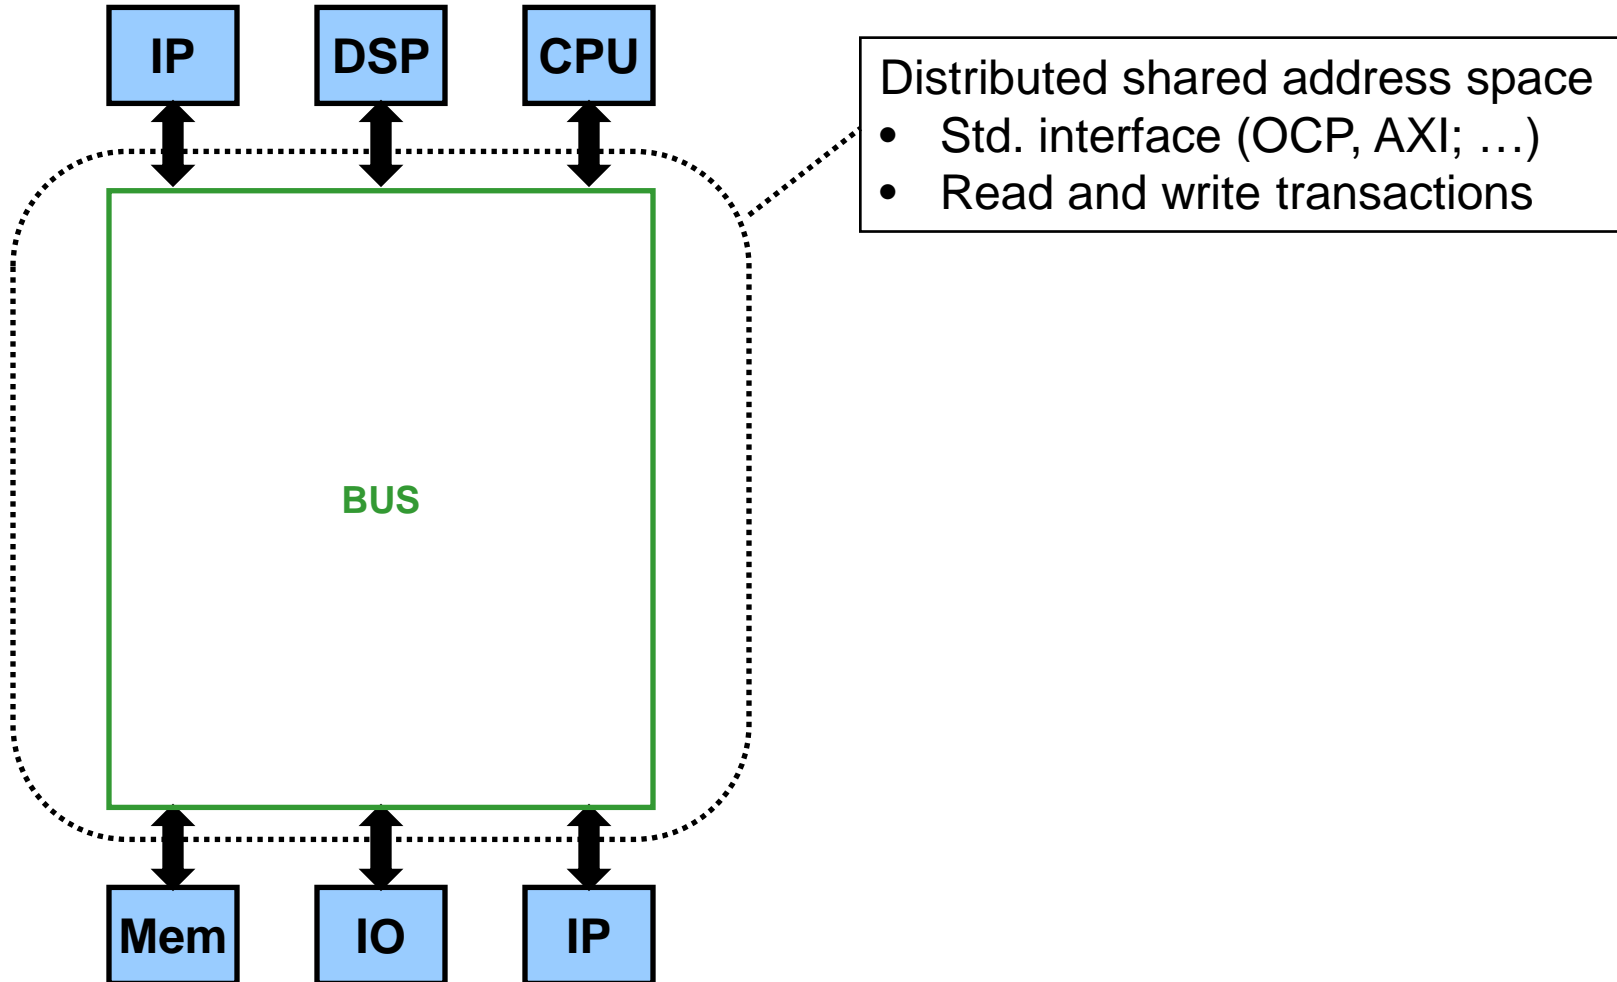 IP DSP CPU
Distributed shared address space
• Std. interface (OCP, AXI; …)
• Read and write transactions
BUS
Mem IO IP